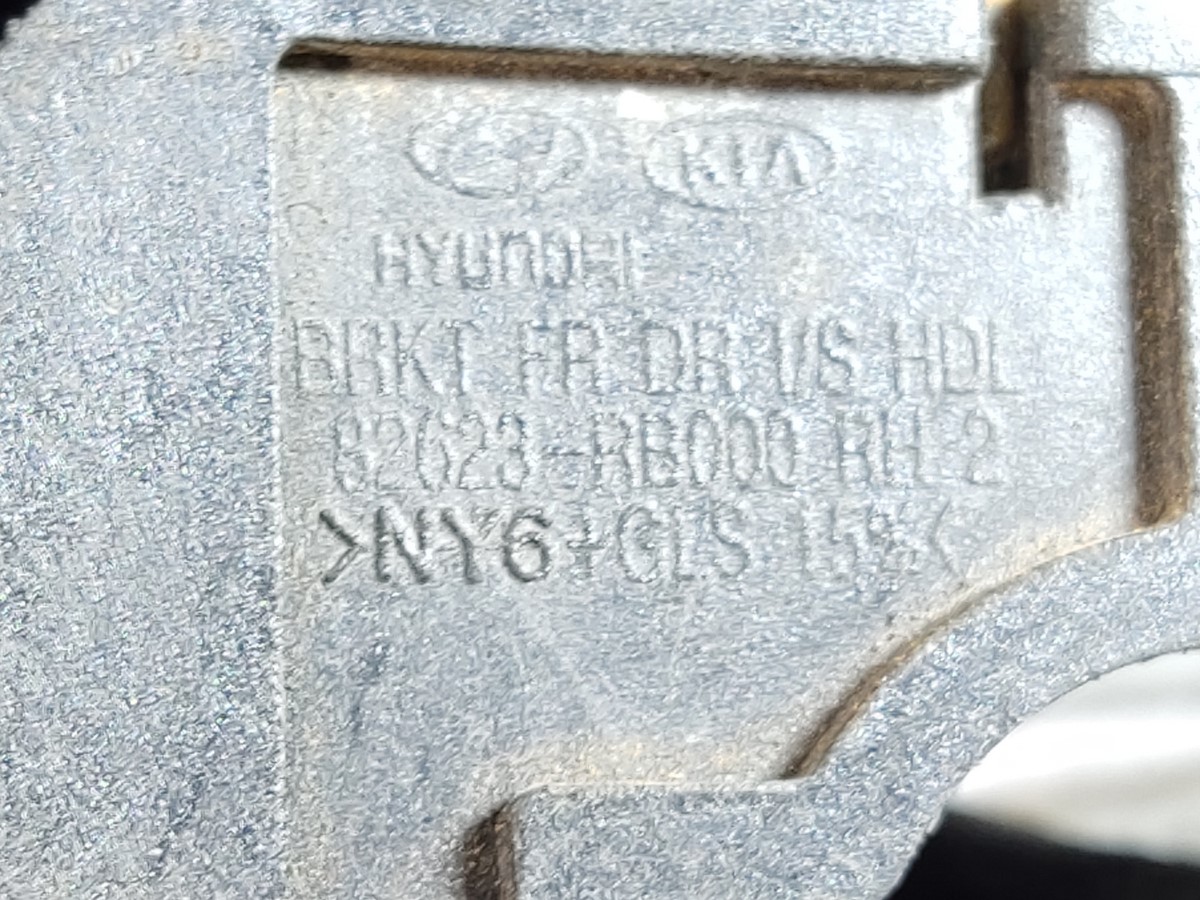 KIA
HYUNDAI
BRKT FR DR I/S HDL
82623-RB000 RH 2
>NY6+GLS 15%<